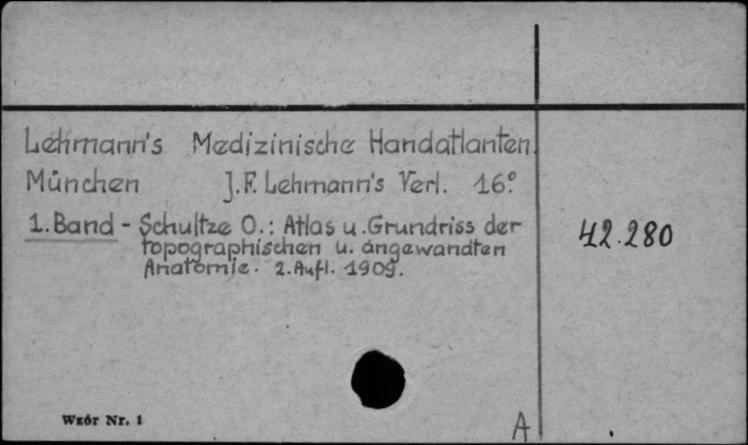 Lehmann's Medizinische Handatlanten.
München J.F. Lehmann's Verl. 16°
1. Band - Schultze O.: Atlas u. Grundriss der
topographischen u. angewandten
Anatomie. 2. Aufl. 1909.
42.280
Wzór Nr. 1
A